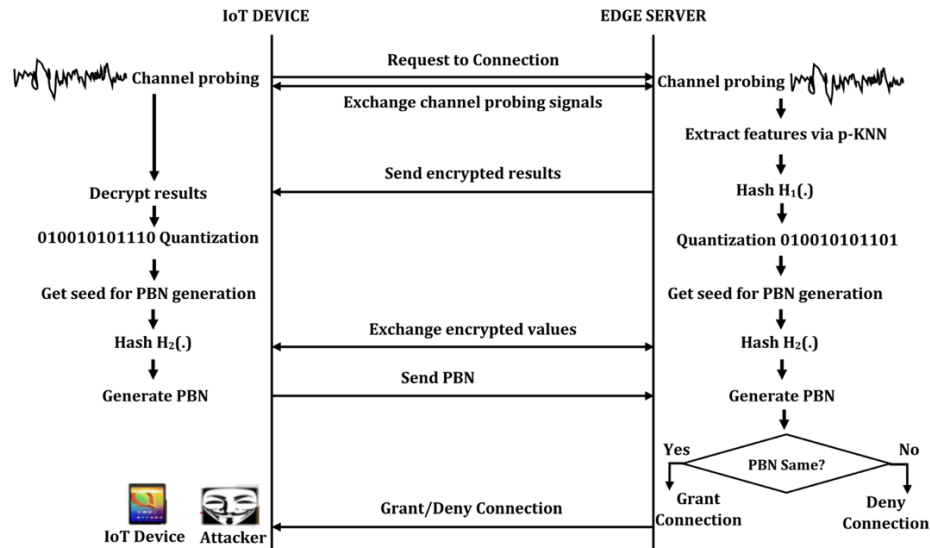 IoT DEVICE
EDGE SERVER
Request to Connection
Channel probing
Channel probing
Exchange channel probing signals
Extract features via p-KNN
Send encrypted results
Decrypt results
Hash H₁(.)
010010101110 Quantization
Quantization 010010101101
Get seed for PBN generation
Get seed for PBN generation
Exchange encrypted values
Hash H₂(.)
Hash H₂(.)
Send PBN
Generate PBN
Generate PBN
Yes
No
PBN Same?
Grant
Connection
Deny
Connection
Grant/Deny Connection
IoT Device
Attacker